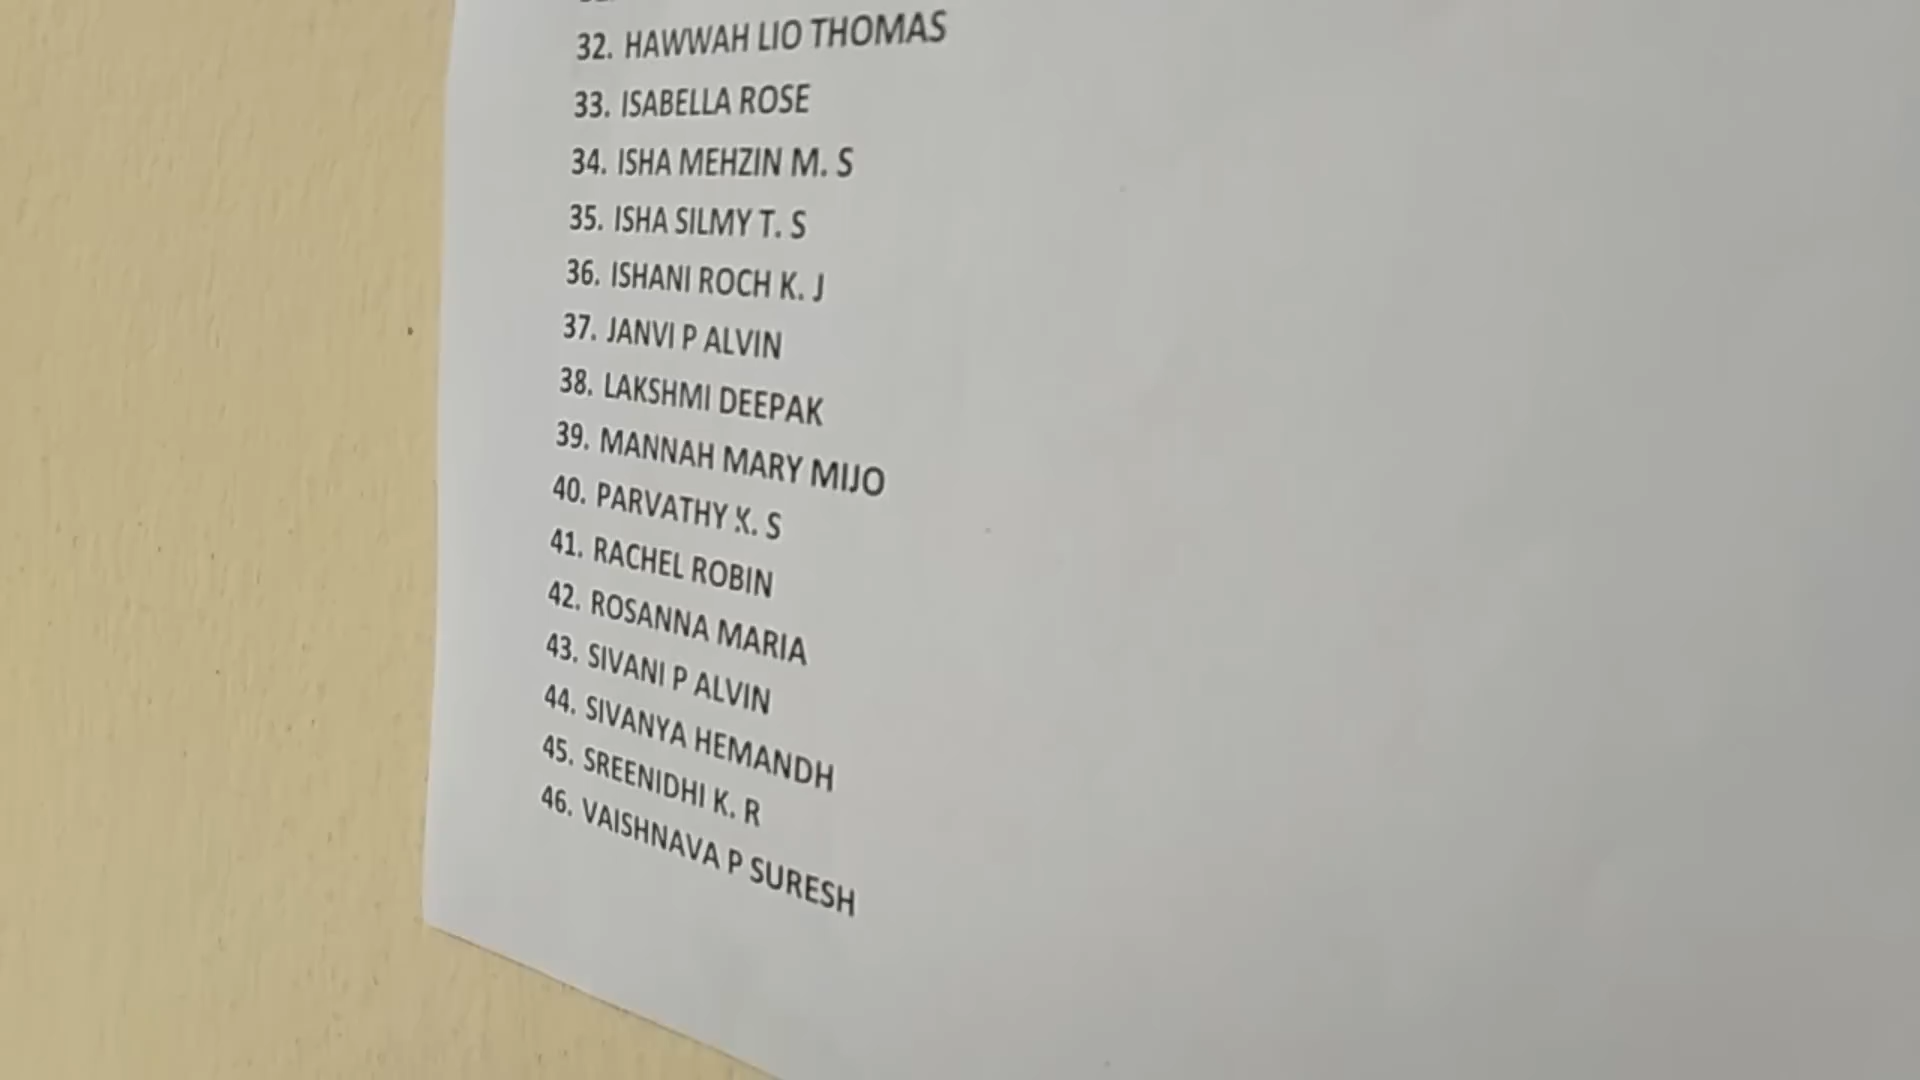 32. HAWWAH LIO THOMAS
33. ISABELLA ROSE
34. ISHA MEHZIN M. S
35. ISHA SILMY T. S
36. ISHANI ROCH K. J
37. JANVI P ALVIN
38. LAKSHMI DEEPAK
39. MANNAH MARY MIJO
40. PARVATHY K. S
41. RACHEL ROBIN
42. ROSANNA MARIA
43. SIVANI P ALVIN
44. SIVANYA HEMANDH
45. SREENIDHI K. R
46. VAISHNAVA P SURESH